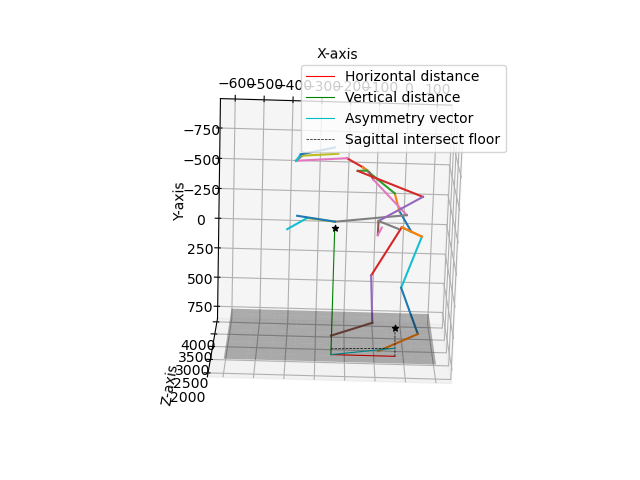 X-axis
−600 −500 −400 −300 −200 −100 0 100
Horizontal distance
Vertical distance
Asymmetry vector
Sagittal intersect floor
−750
−500
−250
Y-axis
0
250
500
750
4000
3500
3000
2500
2000
Z-axis